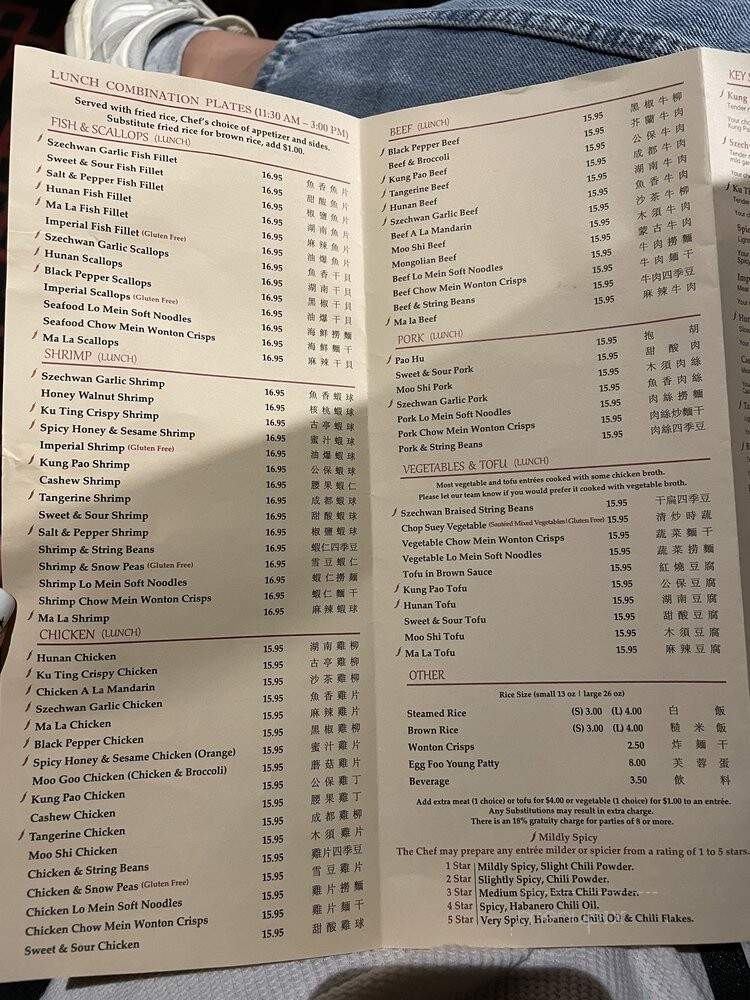 LUNCH COMBINATION PLATES (11:30 AM – 3:00 PM)
Served with fried rice, Chef's choice of appetizer and sides.
Substitute fried rice for brown rice, add $1.00.
FISH & SCALLOPS (LUNCH)
Szechwan Garlic Fish Fillet 16.95 魚香魚片
Sweet & Sour Fish Fillet 16.95 甜酸魚片
Salt & Pepper Fish Fillet 16.95 椒鹽魚片
Hunan Fish Fillet 16.95 湖南魚片
Ma La Fish Fillet 16.95 麻辣魚片
Imperial Fish Fillet (Gluten Free) 16.95 油爆魚片
Szechwan Garlic Scallops 16.95 魚香干貝
Hunan Scallops 16.95 湖南干貝
Black Pepper Scallops 16.95 黑椒干貝
Imperial Scallops (Gluten Free) 16.95 油爆干貝
Seafood Lo Mein Soft Noodles 16.95 海鮮撈麵
Seafood Chow Mein Wonton Crisps 16.95 海鮮麵干
Ma La Scallops 16.95 麻辣干貝
SHRIMP (LUNCH)
Szechwan Garlic Shrimp 16.95 魚香蝦球
Honey Walnut Shrimp 16.95 核桃蝦球
Ku Ting Crispy Shrimp 16.95 古亭蝦球
Spicy Honey & Sesame Shrimp 16.95 蜜汁蝦球
Imperial Shrimp (Gluten Free) 16.95 油爆蝦球
Kung Pao Shrimp 16.95 公保蝦球
Cashew Shrimp 16.95 腰果蝦仁
Tangerine Shrimp 16.95 成都蝦球
Sweet & Sour Shrimp 16.95 甜酸蝦球
Salt & Pepper Shrimp 16.95 椒鹽蝦球
Shrimp & String Beans 16.95 蝦仁四季豆
Shrimp & Snow Peas (Gluten Free) 16.95 雪豆蝦仁
Shrimp Lo Mein Soft Noodles 16.95 蝦仁撈麵
Shrimp Chow Mein Wonton Crisps 16.95 蝦仁麵干
Ma La Shrimp 16.95 麻辣蝦球
CHICKEN (LUNCH)
Hunan Chicken 15.95 湖南雞柳
Ku Ting Crispy Chicken 15.95 古亭雞柳
Chicken A La Mandarin 15.95 沙茶雞柳
Szechwan Garlic Chicken 15.95 魚香雞片
Ma La Chicken 15.95 麻辣雞片
Black Pepper Chicken 15.95 黑椒雞柳
Spicy Honey & Sesame Chicken (Orange) 15.95 蜜汁雞片
Moo Goo Chicken (Chicken & Broccoli) 15.95 蘑菇雞片
Kung Pao Chicken 15.95 公保雞丁
Cashew Chicken 15.95 腰果雞丁
Tangerine Chicken 15.95 成都雞柳
Moo Shi Chicken 15.95 木須雞片
Chicken & String Beans 15.95 雞片四季豆
Chicken & Snow Peas (Gluten Free) 15.95 雪豆雞片
Chicken Lo Mein Soft Noodles 15.95 雞片撈麵
Chicken Chow Mein Wonton Crisps 15.95 雞片麵干
Sweet & Sour Chicken 15.95 甜酸雞球
BEEF (LUNCH)
Black Pepper Beef 15.95 黑椒牛柳
Beef & Broccoli 15.95 芥蘭牛肉
Kung Pao Beef 15.95 公保牛肉
Tangerine Beef 15.95 成都牛肉
Hunan Beef 15.95 湖南牛肉
Szechwan Garlic Beef 15.95 魚香牛肉
Beef A La Mandarin 15.95 沙茶牛柳
Moo Shi Beef 15.95 木須牛肉
Mongolian Beef 15.95 蒙古牛肉
Beef Lo Mein Soft Noodles 15.95 牛肉撈麵
Beef Chow Mein Wonton Crisps 15.95 牛肉麵干
Beef & String Beans 15.95 牛肉四季豆
Ma la Beef 15.95 麻辣牛肉
PORK (LUNCH)
Pao Hu 15.95 抱胡
Sweet & Sour Pork 15.95 甜酸肉
Moo Shi Pork 15.95 木須肉絲
Szechwan Garlic Pork 15.95 魚香肉絲
Pork Lo Mein Soft Noodles 15.95 肉絲撈麵
Pork Chow Mein Wonton Crisps 15.95 肉絲炒麵干
Pork & String Beans 15.95 肉絲四季豆
VEGETABLES & TOFU (LUNCH)
Most vegetable and tofu entrées cooked with some chicken broth.
Please let our team know if you would prefer it cooked with vegetable broth.
Szechwan Braised String Beans 15.95 干扁四季豆
Chop Suey Vegetable (Sautéed Mixed Vegetables) Gluten Free) 15.95 清炒時蔬
Vegetable Chow Mein Wonton Crisps 15.95 蔬菜麵干
Vegetable Lo Mein Soft Noodles 15.95 蔬菜撈麵
Tofu in Brown Sauce 15.95 紅燒豆腐
Kung Pao Tofu 15.95 公保豆腐
Hunan Tofu 15.95 湖南豆腐
Sweet & Sour Tofu 15.95 甜酸豆腐
Moo Shi Tofu 15.95 木須豆腐
Ma La Tofu 15.95 麻辣豆腐
OTHER
Rice Size (small 13 oz | large 26 oz)
Steamed Rice (S) 3.00 (L) 4.00 白飯
Brown Rice (S) 3.00 (L) 4.00 糙米飯
Wonton Crisps 2.50 炸麵干
Egg Foo Young Patty 8.00 芙蓉蛋
Beverage 3.50 飲料
Add extra meat (1 choice) or tofu for $4.00 or vegetable (1 choice) for $1.00 to an entrée.
Any Substitutions may result in extra charge.
There is an 18% gratuity charge for parties of 8 or more.
Mildly Spicy
The Chef may prepare any entrée milder or spicier from a rating of 1 to 5 stars.
1 Star Mildly Spicy, Slight Chili Powder.
2 Star Slightly Spicy, Chili Powder.
3 Star Medium Spicy, Extra Chili Powder.
4 Star Spicy, Habanero Chili Oil.
5 Star Very Spicy, Habanero Chili Oil & Chili Flakes.
KEY
Kung